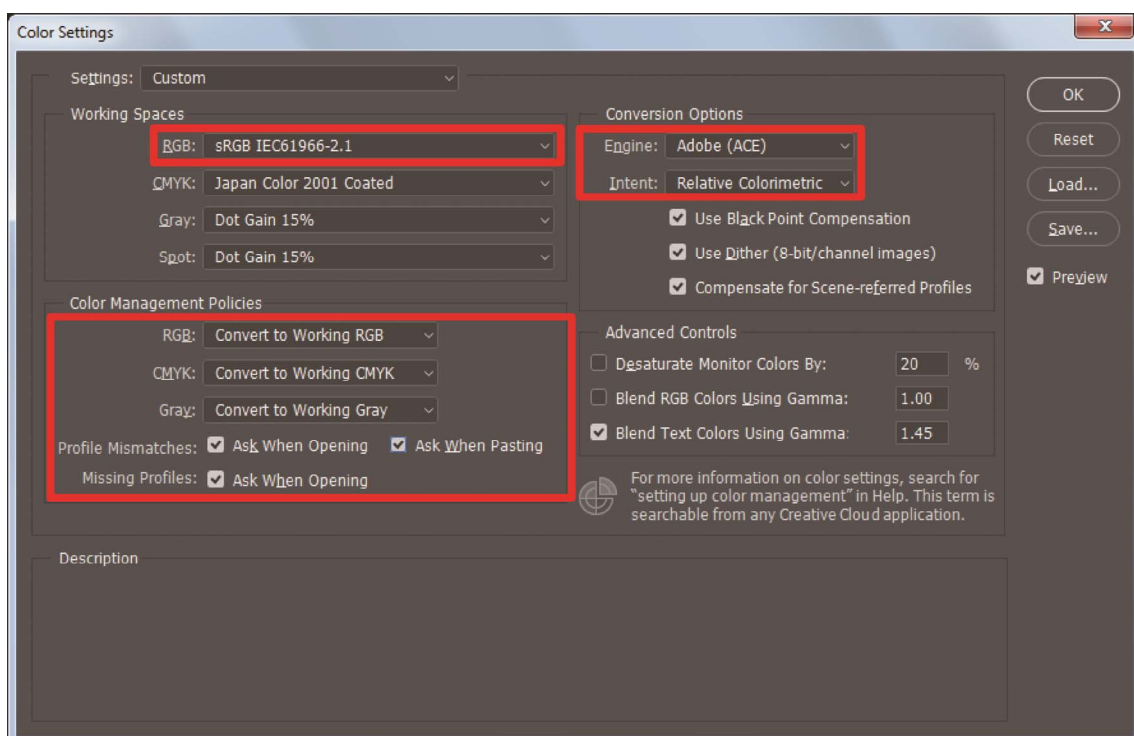 Color Settings
Settings: Custom
Working Spaces
RGB: sRGB IEC61966-2.1
CMYK: Japan Color 2001 Coated
Gray: Dot Gain 15%
Spot: Dot Gain 15%
Color Management Policies
RGB: Convert to Working RGB
CMYK: Convert to Working CMYK
Gray: Convert to Working Gray
Profile Mismatches: Ask When Opening Ask When Pasting
Missing Profiles: Ask When Opening
Conversion Options
Engine: Adobe (ACE)
Intent: Relative Colorimetric
Use Black Point Compensation
Use Dither (8-bit/channel images)
Compensate for Scene-referred Profiles
Advanced Controls
Desaturate Monitor Colors By: 20 %
Blend RGB Colors Using Gamma: 1.00
Blend Text Colors Using Gamma: 1.45
For more information on color settings, search for
"setting up color management" in Help. This term is
searchable from any Creative Cloud application.
OK
Reset
Load...
Save...
Preview
Description